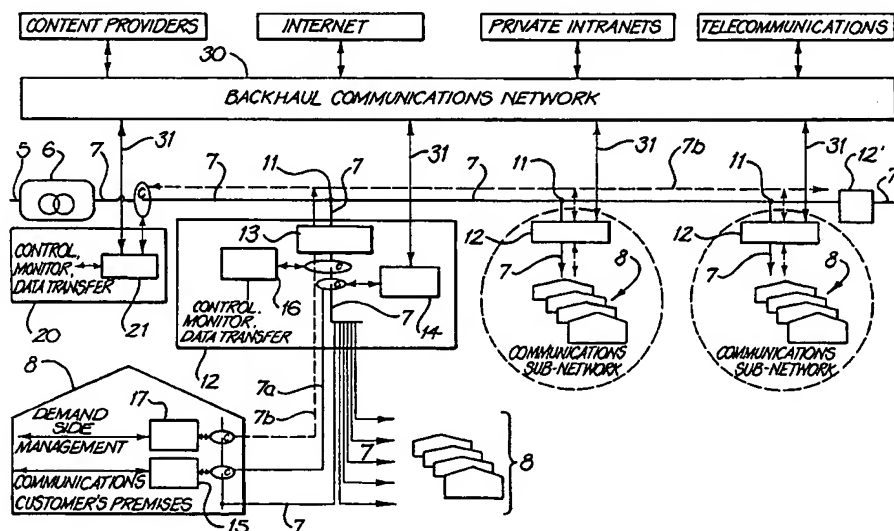 CONTENT PROVIDERS
INTERNET
PRIVATE INTRANETS
TELECOMMUNICATIONS
30
BACKHAUL COMMUNICATIONS NETWORK
31
31
31
31
5
6
7
C
11
7
7
7b
11
11
12'
7
13
12
12
CONTROL,
MONITOR,
DATA TRANSFER
21
20
C
C
16
14
CONTROL, MONITOR,
DATA TRANSFER
7
12
7
8
COMMUNICATIONS
SUB-NETWORK
7
8
COMMUNICATIONS
SUB-NETWORK
8
7a
7b
17
DEMAND
SIDE
MANAGEMENT
C
C
COMMUNICATIONS
CUSTOMER'S PREMISES
15
7
7
8